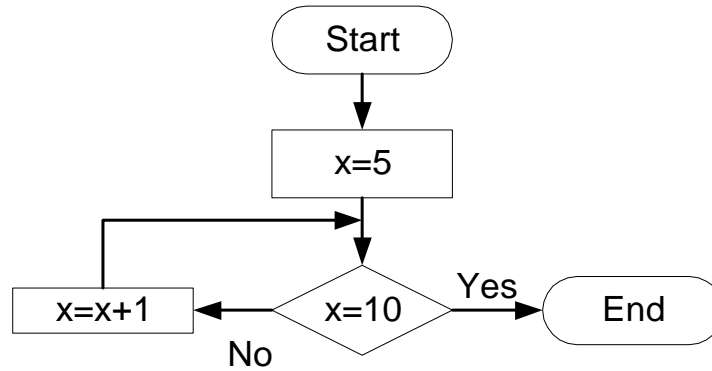 Start
x=5
x=10
Yes
End
x=x+1
No